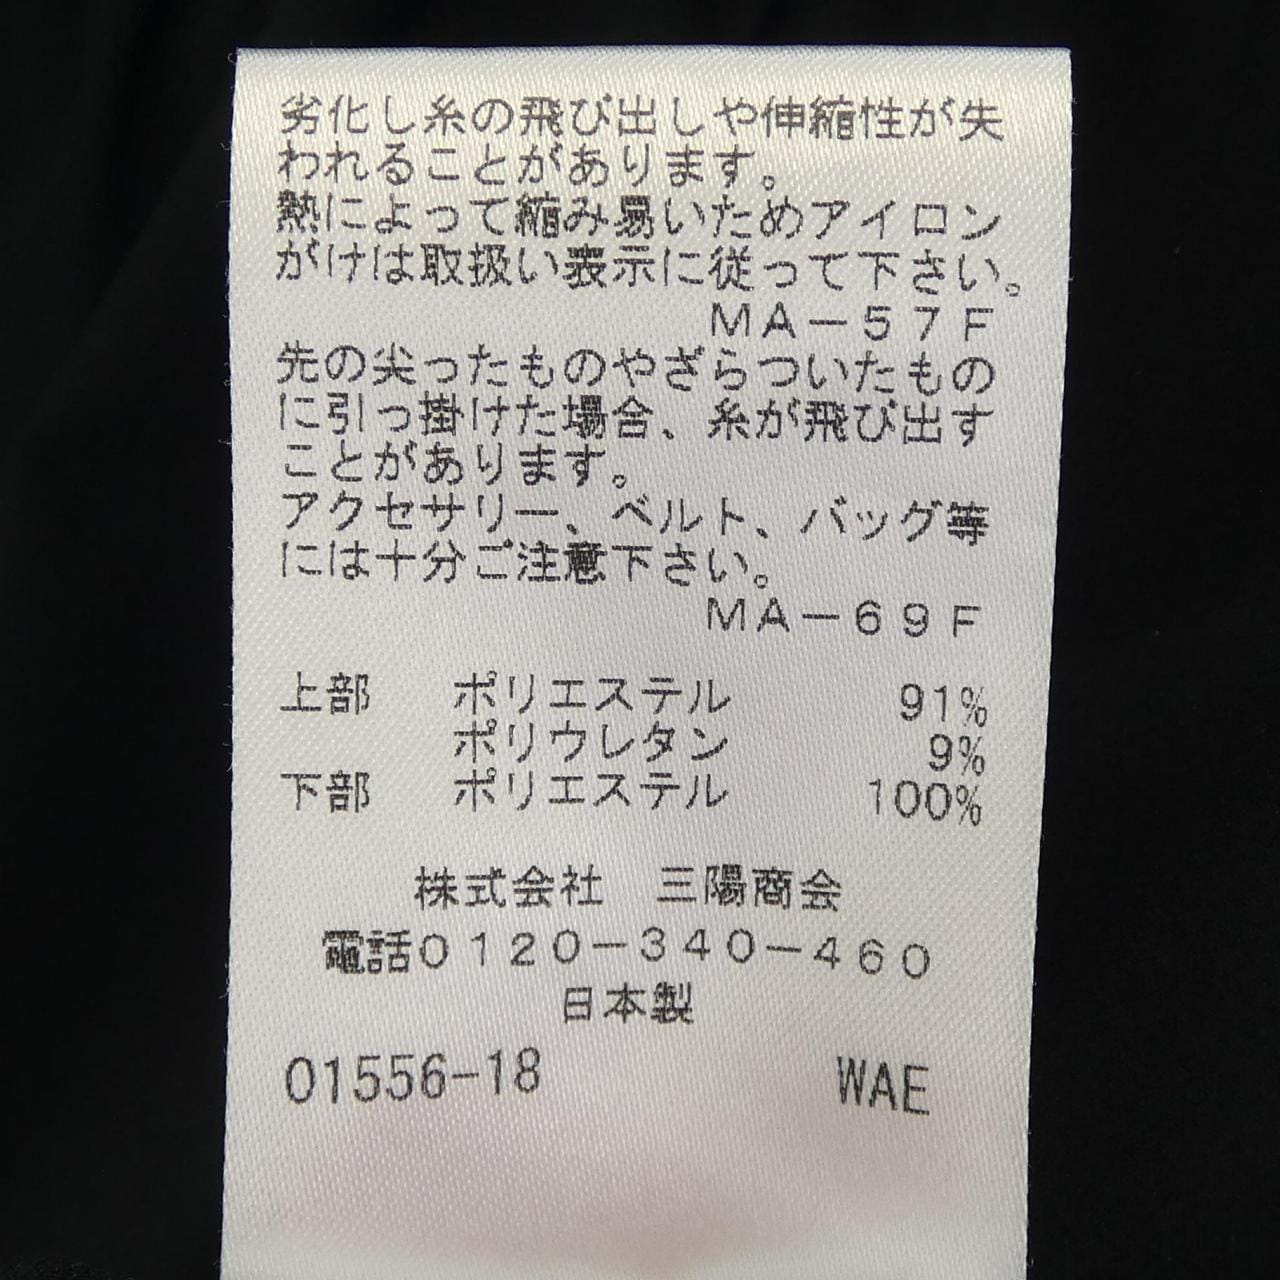 劣化し糸の飛び出しや伸縮性が失
われることがあります。
熱によって縮み易いためアイロン
がけは取扱い表示に従って下さい。
ＭＡ－５７Ｆ
先の尖ったものやざらついたもの
に引っ掛けた場合、糸が飛び出す
ことがあります。
アクセサリー、ベルト、バッグ等
には十分ご注意下さい。
ＭＡ－６９Ｆ
上部　ポリエステル　91%
ポリウレタン　9%
下部　ポリエステル　100%
株式会社　三陽商会
電話０１２０－３４０－４６０
日本製
01556-18　WAE